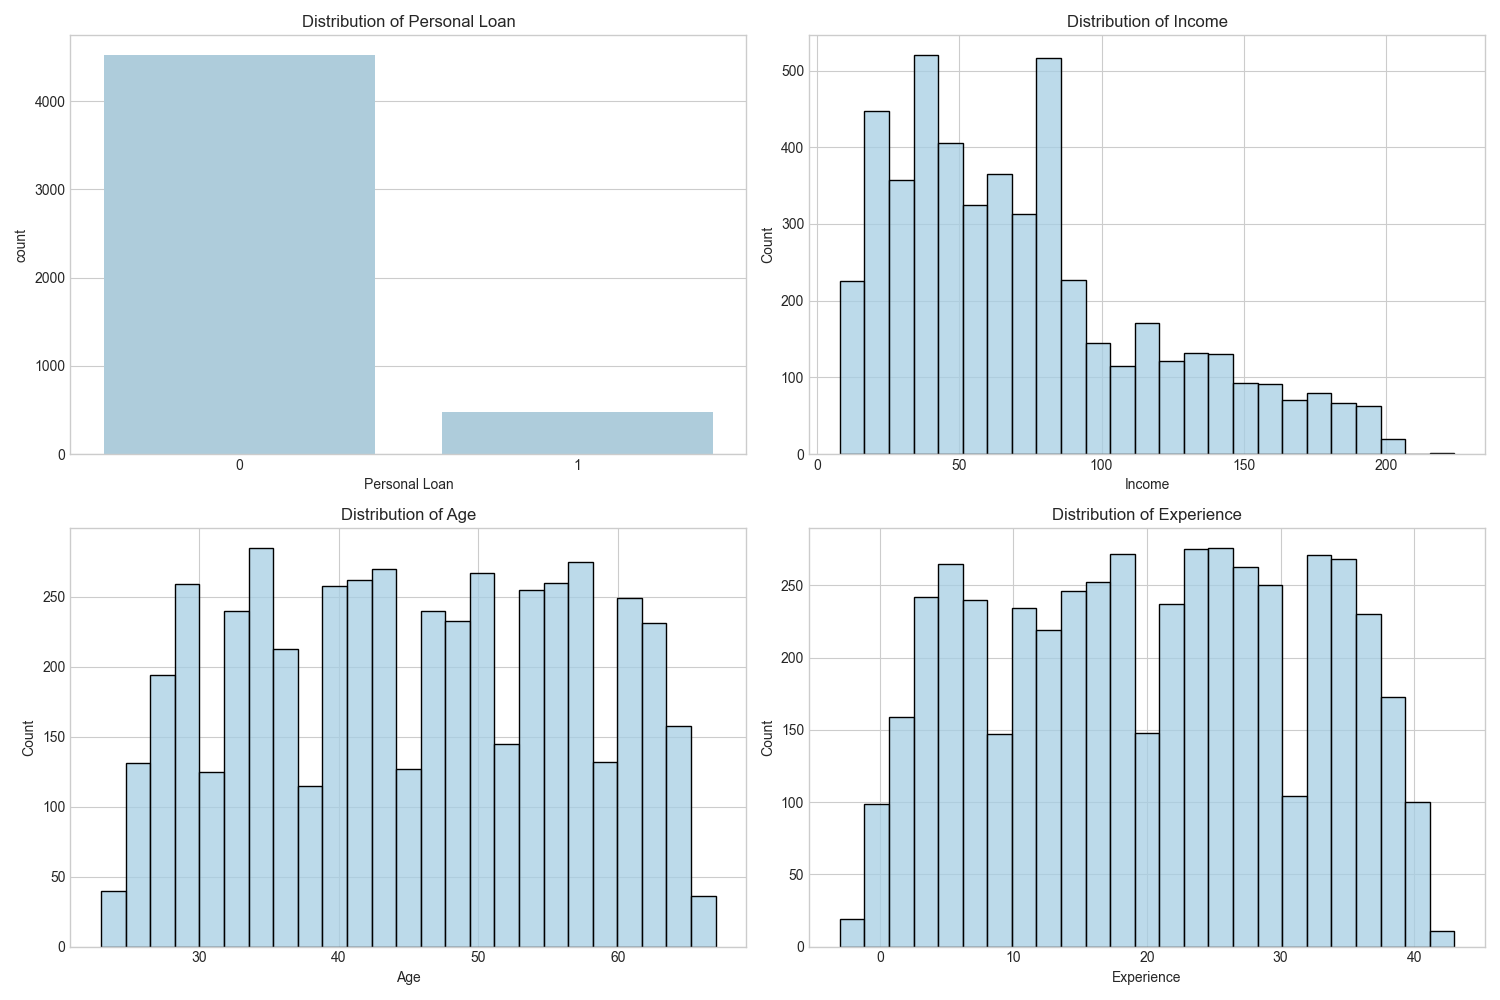 Distribution of Personal Loan
count
4000
3000
2000
1000
0
0 1
Personal Loan
Distribution of Income
Count
500
400
300
200
100
0
0 50 100 150 200
Income
Distribution of Age
Count
250
200
150
100
50
0
30 40 50 60
Age
Distribution of Experience
Count
250
200
150
100
50
0
0 10 20 30 40
Experience